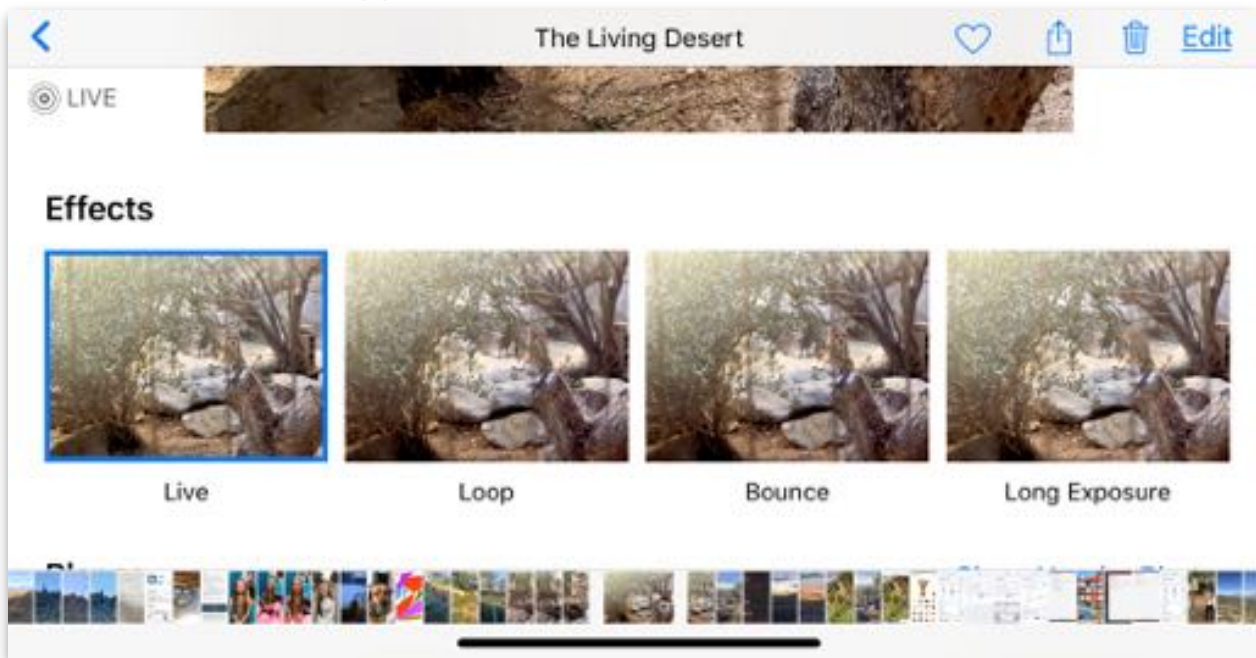 The Living Desert
Edit
LIVE
Effects
Live
Loop
Bounce
Long Exposure